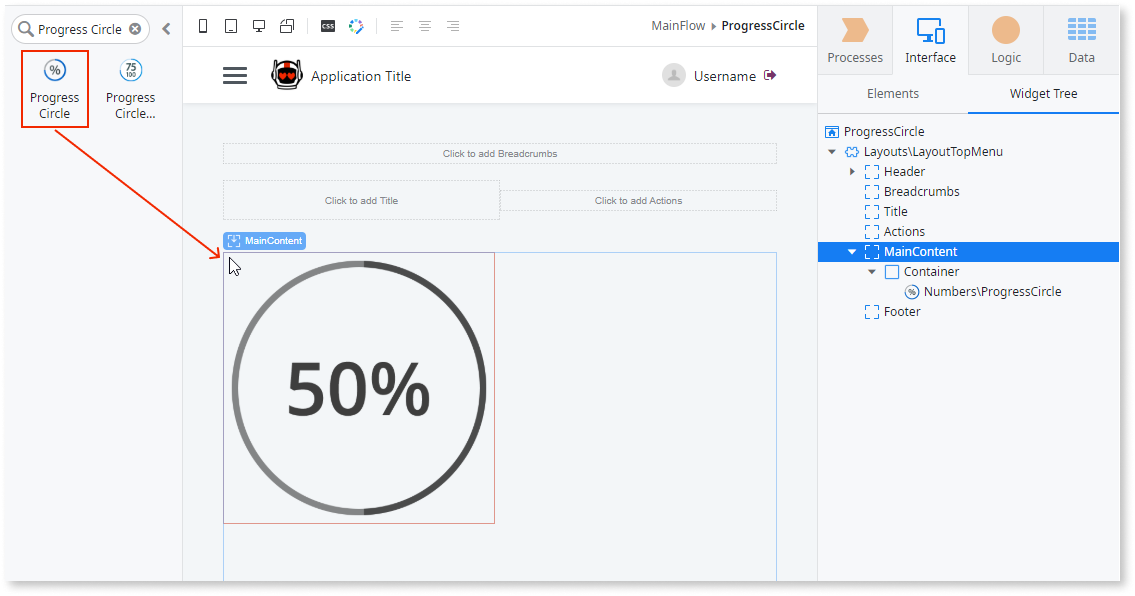 Progress Circle
%
Progress
Circle
75
100
Progress
Circle...
CSS
MainFlow
ProgressCircle
Application Title
Username
Click to add Breadcrumbs
Click to add Title
Click to add Actions
MainContent
50%
Processes
Interface
Logic
Data
Elements
Widget Tree
ProgressCircle
Layouts\LayoutTopMenu
Header
Breadcrumbs
Title
Actions
MainContent
Container
% Numbers\ProgressCircle
Footer